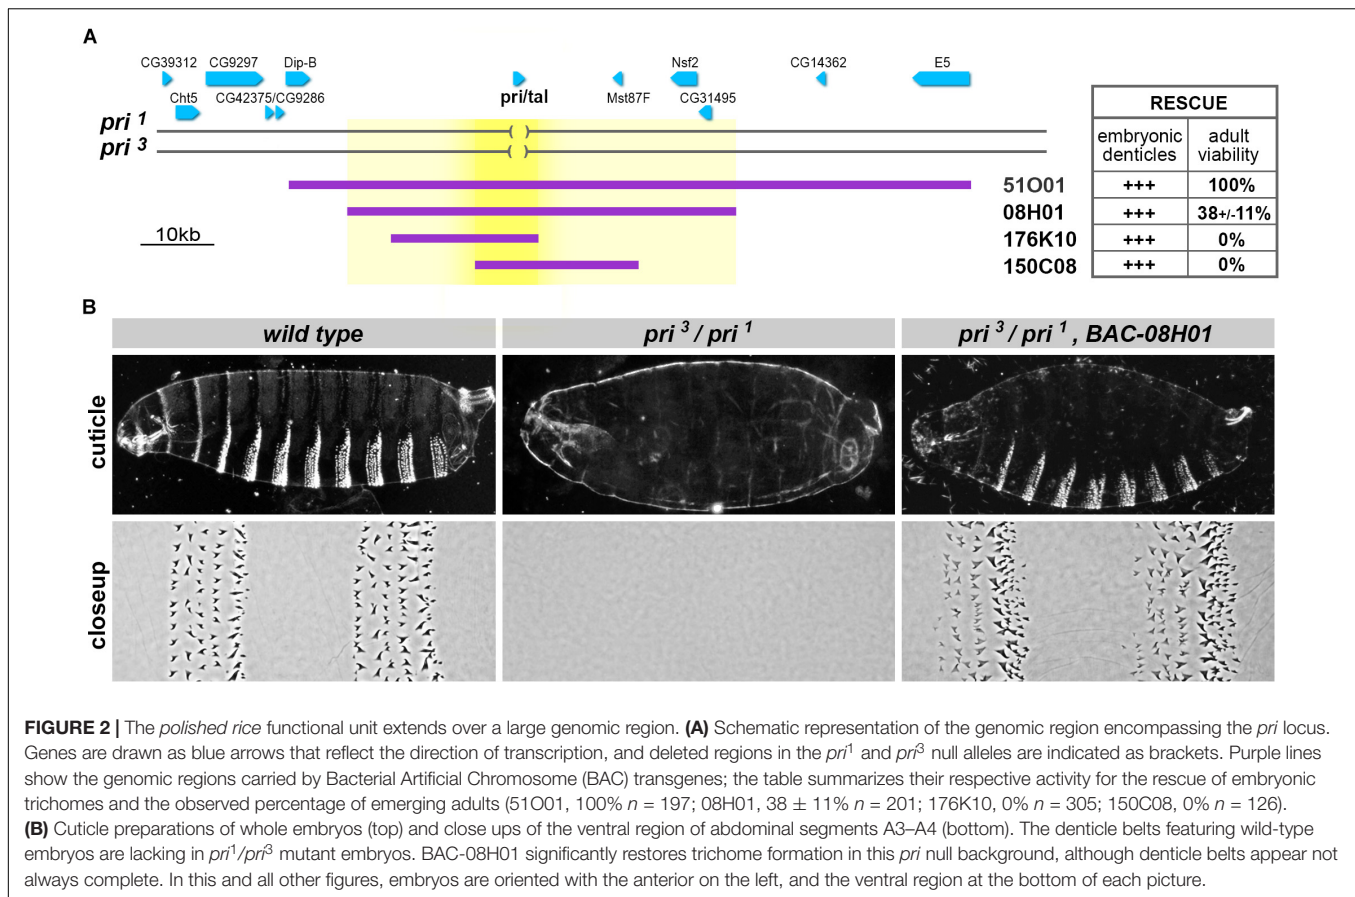 A
CG39312 CG9297 Dip-B Nsf2 CG14362 E5
Cht5 CG42375/CG9286 pri/tal Mst87F CG31495
pri 1
pri 3
51O01
08H01
176K10
150C08
10kb
RESCUE
embryonic denticles adult viability
+++ 100%
+++ 38+/-11%
+++ 0%
+++ 0%
B
wild type pri 3 / pri 1 pri 3 / pri 1 , BAC-08H01
cuticle
closeup
FIGURE 2 | The polished rice functional unit extends over a large genomic region. (A) Schematic representation of the genomic region encompassing the pri locus.
Genes are drawn as blue arrows that reflect the direction of transcription, and deleted regions in the pri1 and pri3 null alleles are indicated as brackets. Purple lines
show the genomic regions carried by Bacterial Artificial Chromosome (BAC) transgenes; the table summarizes their respective activity for the rescue of embryonic
trichomes and the observed percentage of emerging adults (51O01, 100% n = 197; 08H01, 38 ± 11% n = 201; 176K10, 0% n = 305; 150C08, 0% n = 126).
(B) Cuticle preparations of whole embryos (top) and close ups of the ventral region of abdominal segments A3–A4 (bottom). The denticle belts featuring wild-type
embryos are lacking in pri1/pri3 mutant embryos. BAC-08H01 significantly restores trichome formation in this pri null background, although denticle belts appear not
always complete. In this and all other figures, embryos are oriented with the anterior on the left, and the ventral region at the bottom of each picture.